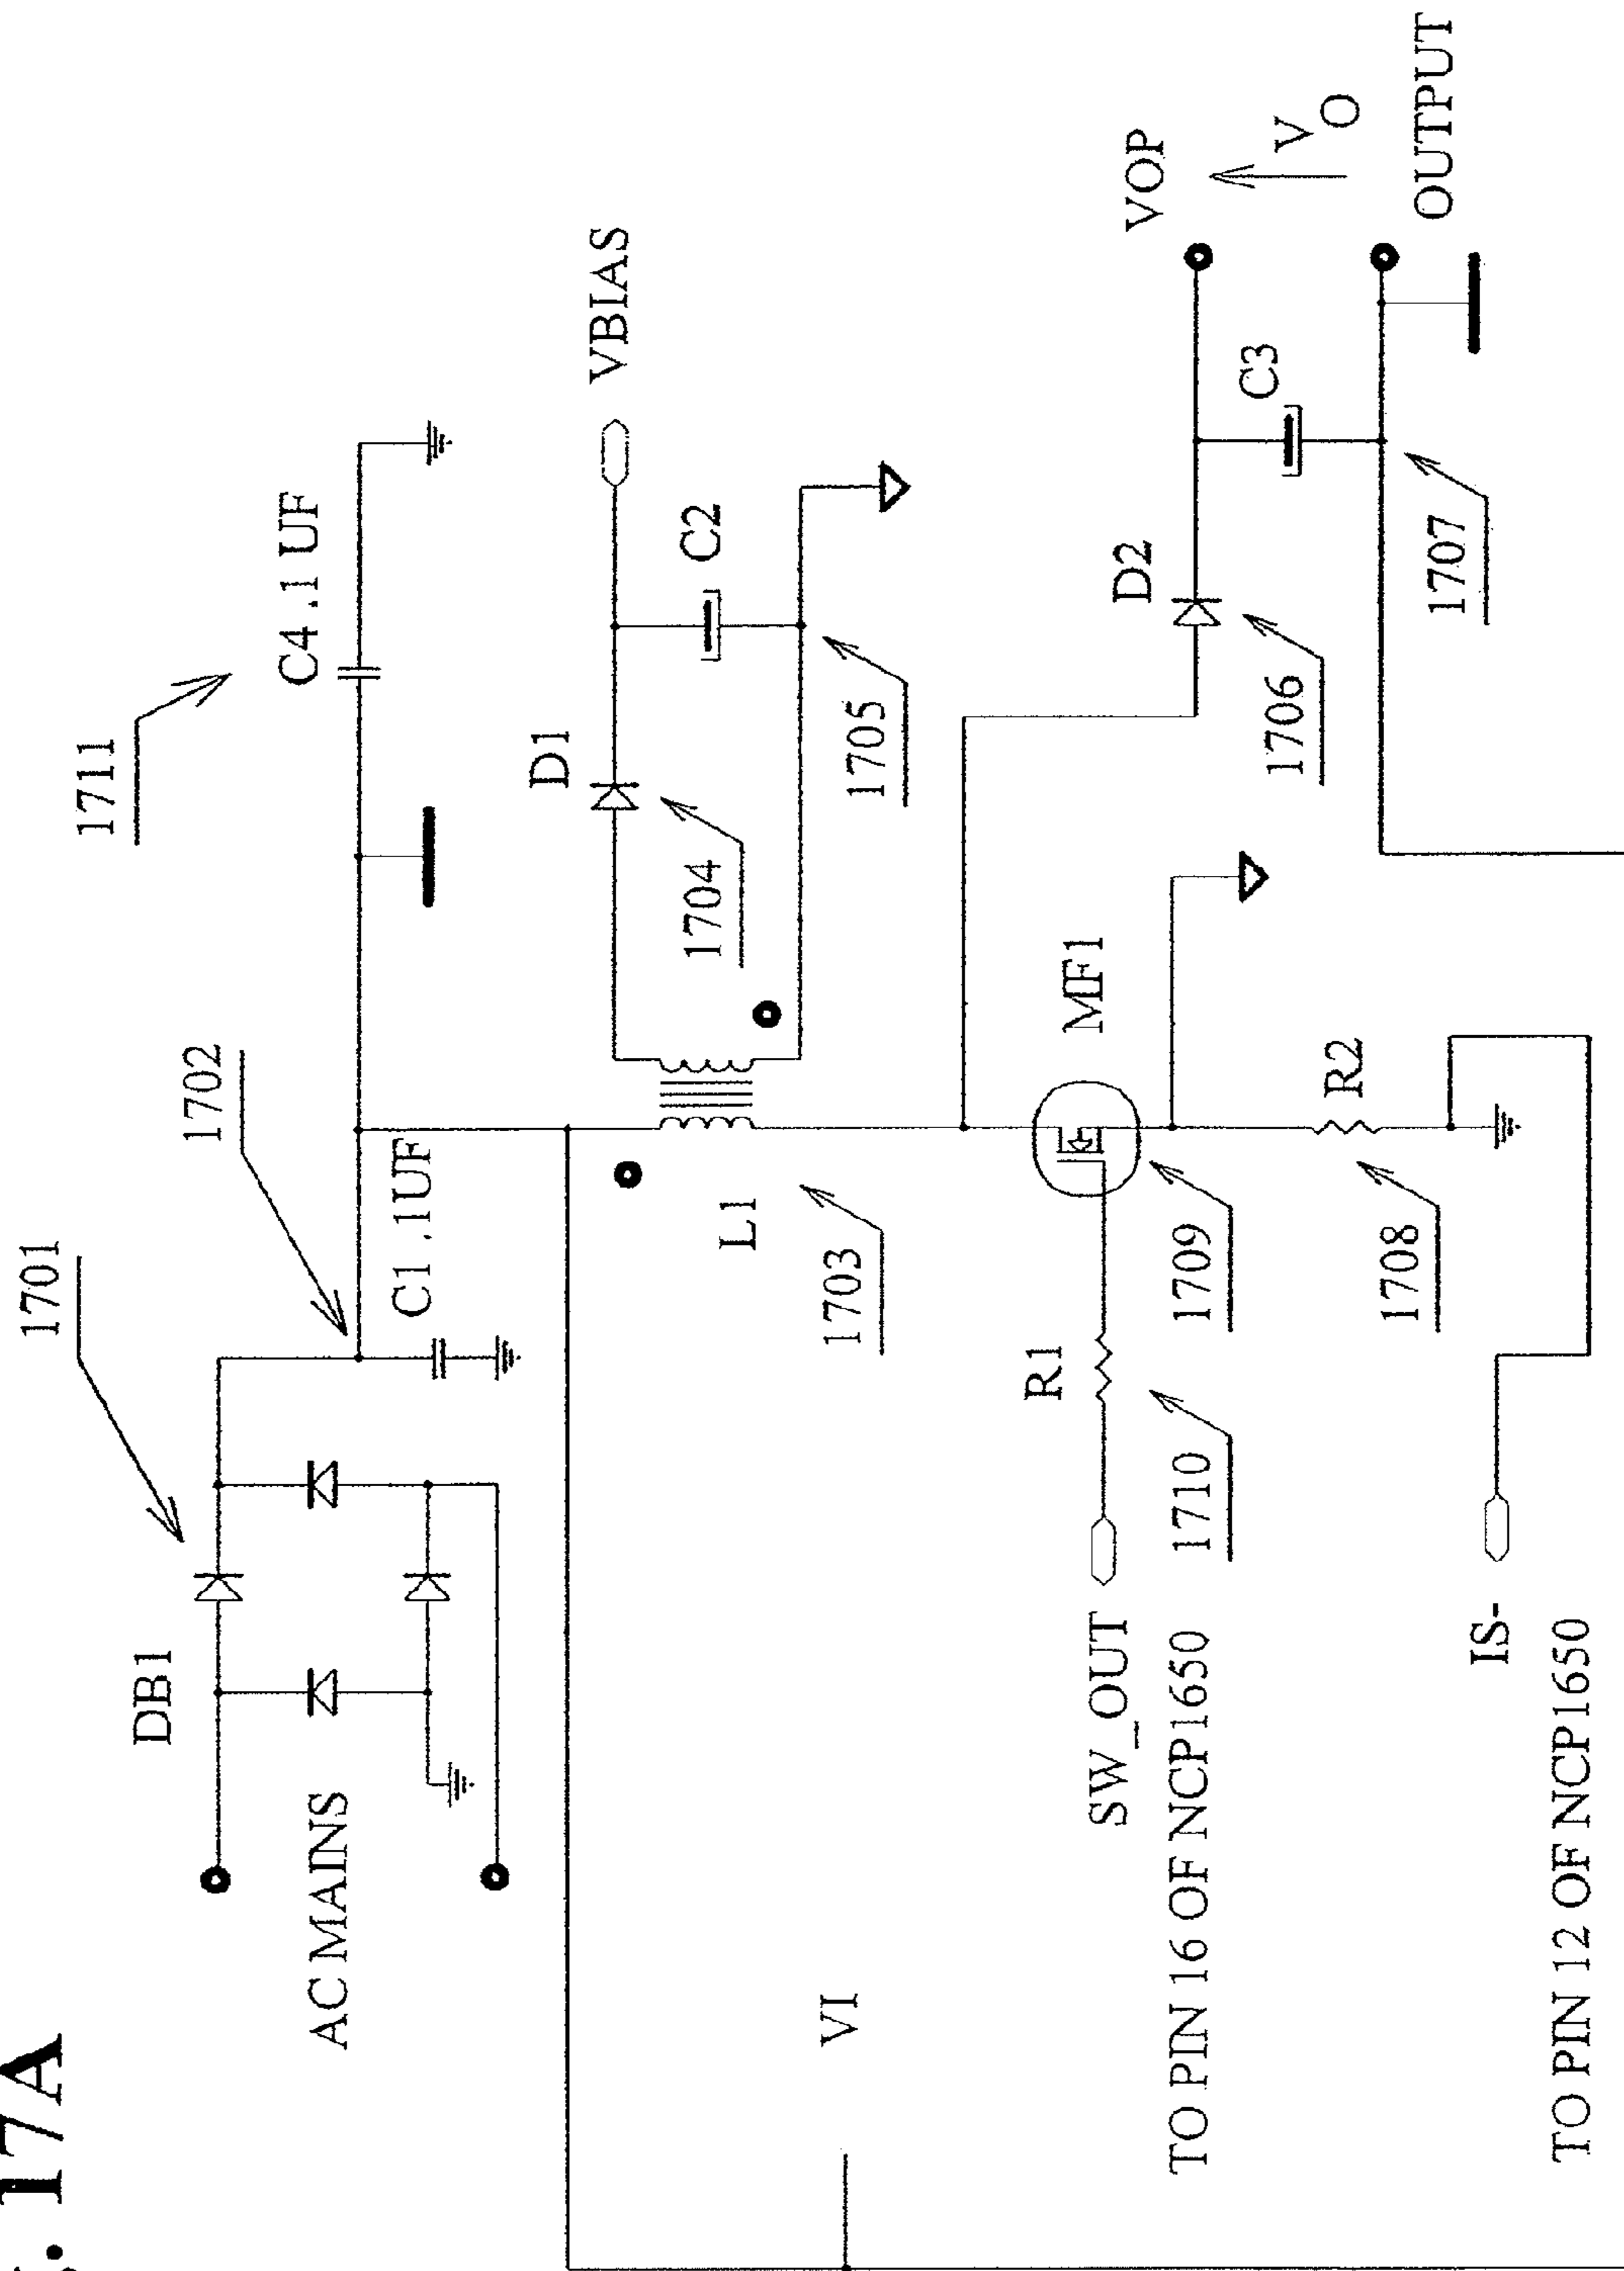 . 17A
1701
1702
1711
DB1
AC MAINS
C1 .1UF
C4 .1 UF
D1
VBIAS
1704
C2
1705
L1
1703
VI
VOP
D2
C3
V
O
1706
1707
OUTPUT
MF1
R1
SW_OUT
TO PIN 16 OF NCP1650
1710
1709
R2
1708
IS-
TO PIN 12 OF NCP1650